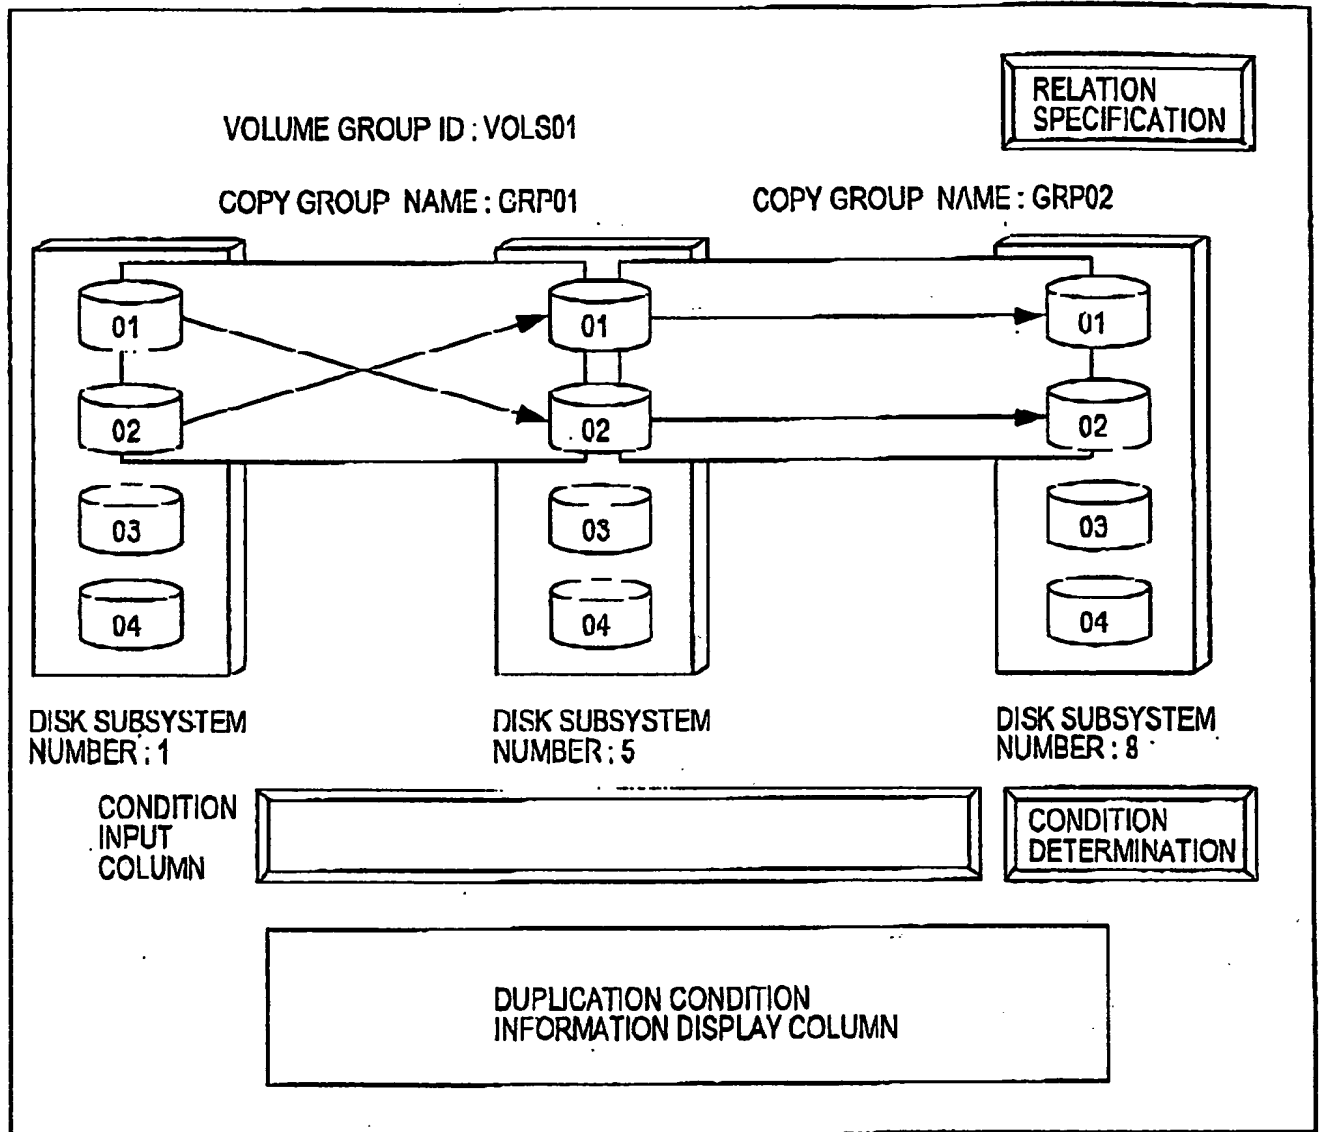 RELATION
SPECIFICATION
VOLUME GROUP ID : VOLS01
COPY GROUP NAME : GRP01
COPY GROUP NAME : GRP02
01
01
01
02
02
02
03
03
03
04
04
04
DISK SUBSYSTEM
NUMBER : 1
DISK SUBSYSTEM
NUMBER : 5
DISK SUBSYSTEM
NUMBER : 8
CONDITION
INPUT
COLUMN
CONDITION
DETERMINATION
DUPLICATION CONDITION
INFORMATION DISPLAY COLUMN